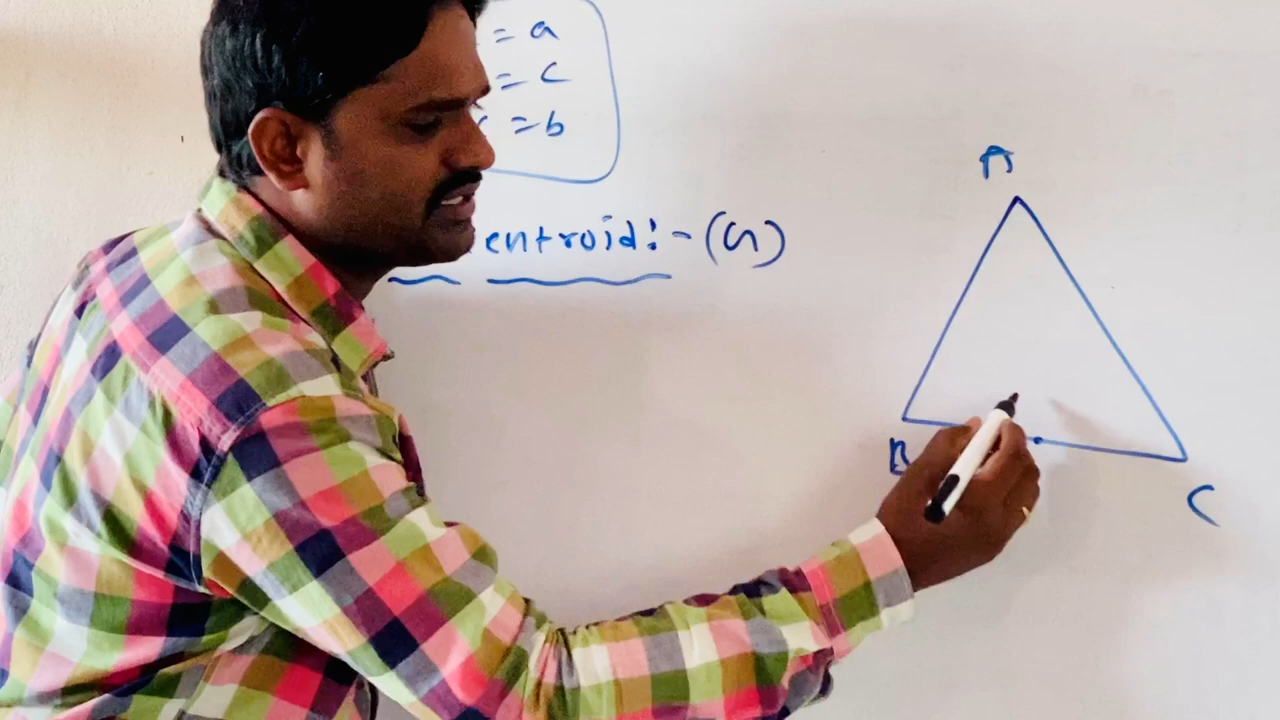 = a
= c
= b
entroid:- (G)
A
B
C